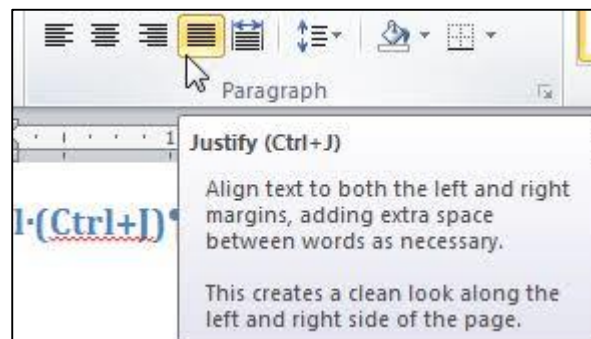 Paragraph
1
Justify (Ctrl+J)
l·(Ctrl+J)¶
Align text to both the left and right
margins, adding extra space
between words as necessary.
This creates a clean look along the
left and right side of the page.